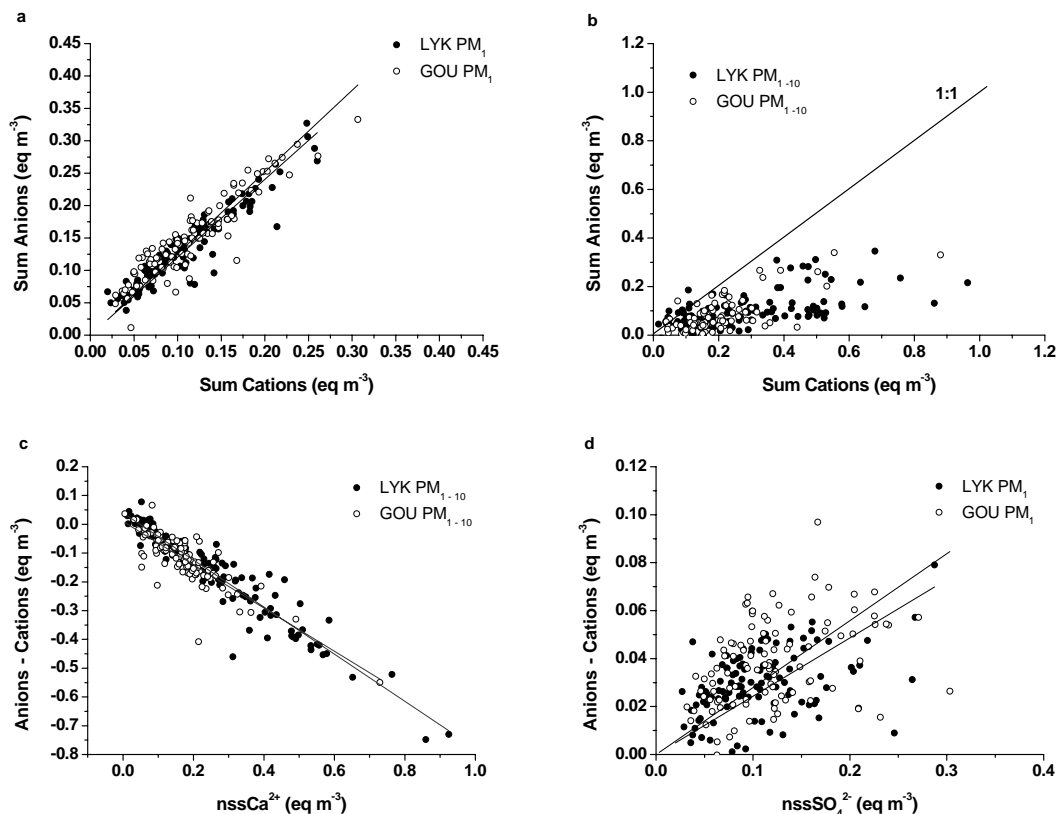 a
0.45
0.40
0.35
0.30
0.25
0.20
0.15
0.10
0.05
0.00
Sum Anions (eq m⁻³)
LYK PM₁
GOU PM₁
0.00 0.05 0.10 0.15 0.20 0.25 0.30 0.35 0.40 0.45
Sum Cations (eq m⁻³)
b
1.2
1.0
0.8
0.6
0.4
0.2
0.0
Sum Anions (eq m⁻³)
LYK PM₁₋₁₀
GOU PM₁₋₁₀
1:1
0.0 0.2 0.4 0.6 0.8 1.0 1.2
Sum Cations (eq m⁻³)
c
0.2
0.1
0.0
-0.1
-0.2
-0.3
-0.4
-0.5
-0.6
-0.7
-0.8
Anions - Cations (eq m⁻³)
LYK PM₁₋₁₀
GOU PM₁₋₁₀
0.0 0.2 0.4 0.6 0.8 1
nssCa²⁺ (eq m⁻³)
d
0.12
0.10
0.08
0.06
0.04
0.02
0.00
Anions - Cations (eq m⁻³)
LYK PM₁
GOU PM₁
0.0 0.1 0.2 0.3 0.4
nssSO₄²⁻ (eq m⁻³)